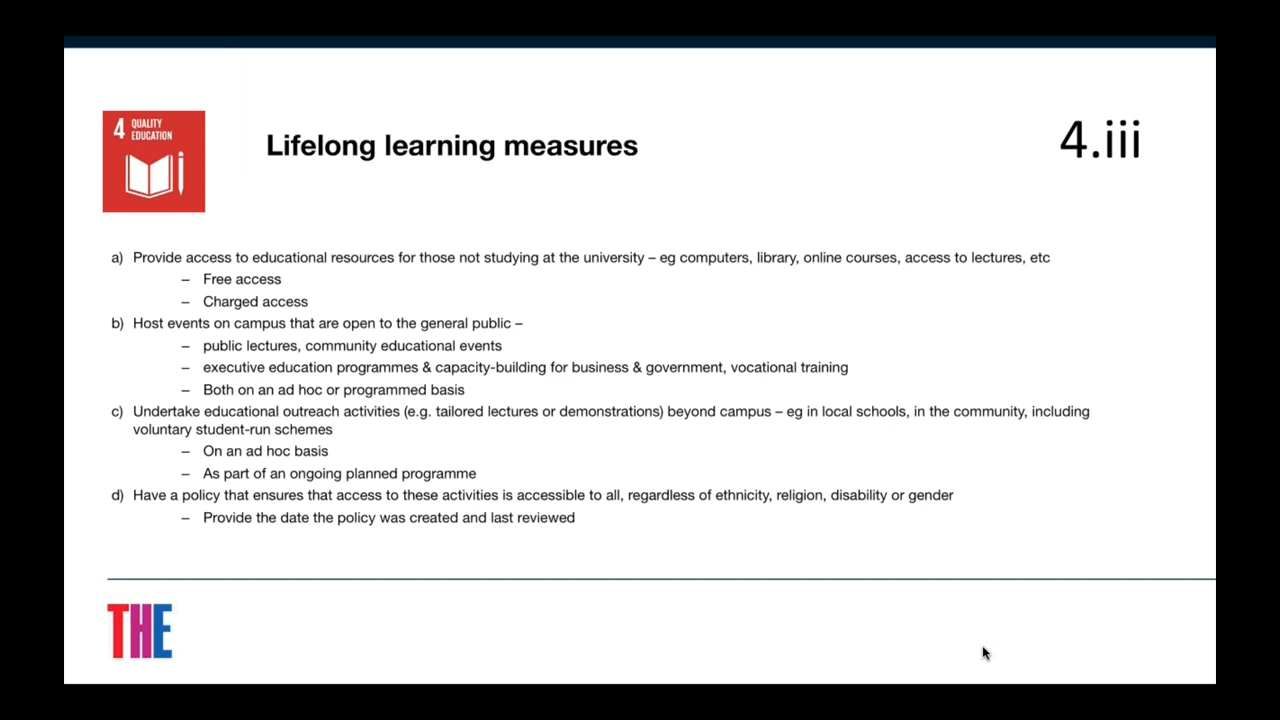 4 QUALITY
EDUCATION
Lifelong learning measures
4.iii
a) Provide access to educational resources for those not studying at the university – eg computers, library, online courses, access to lectures, etc
– Free access
– Charged access
b) Host events on campus that are open to the general public –
– public lectures, community educational events
– executive education programmes & capacity-building for business & government, vocational training
– Both on an ad hoc or programmed basis
c) Undertake educational outreach activities (e.g. tailored lectures or demonstrations) beyond campus – eg in local schools, in the community, including
voluntary student-run schemes
– On an ad hoc basis
– As part of an ongoing planned programme
d) Have a policy that ensures that access to these activities is accessible to all, regardless of ethnicity, religion, disability or gender
– Provide the date the policy was created and last reviewed
THE